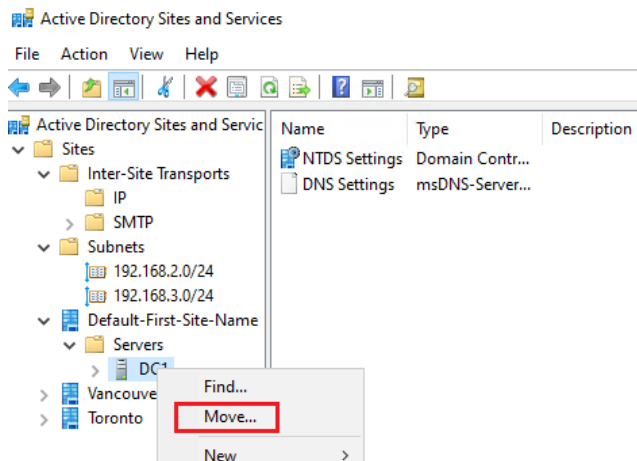 Active Directory Sites and Services
File Action View Help
Active Directory Sites and Servic
Sites
Inter-Site Transports
IP
SMTP
Subnets
192.168.2.0/24
192.168.3.0/24
Default-First-Site-Name
Servers
DC1
Vancouve
Toronto
Name Type Description
NTDS Settings Domain Contr...
DNS Settings msDNS-Server...
Find...
Move...
New